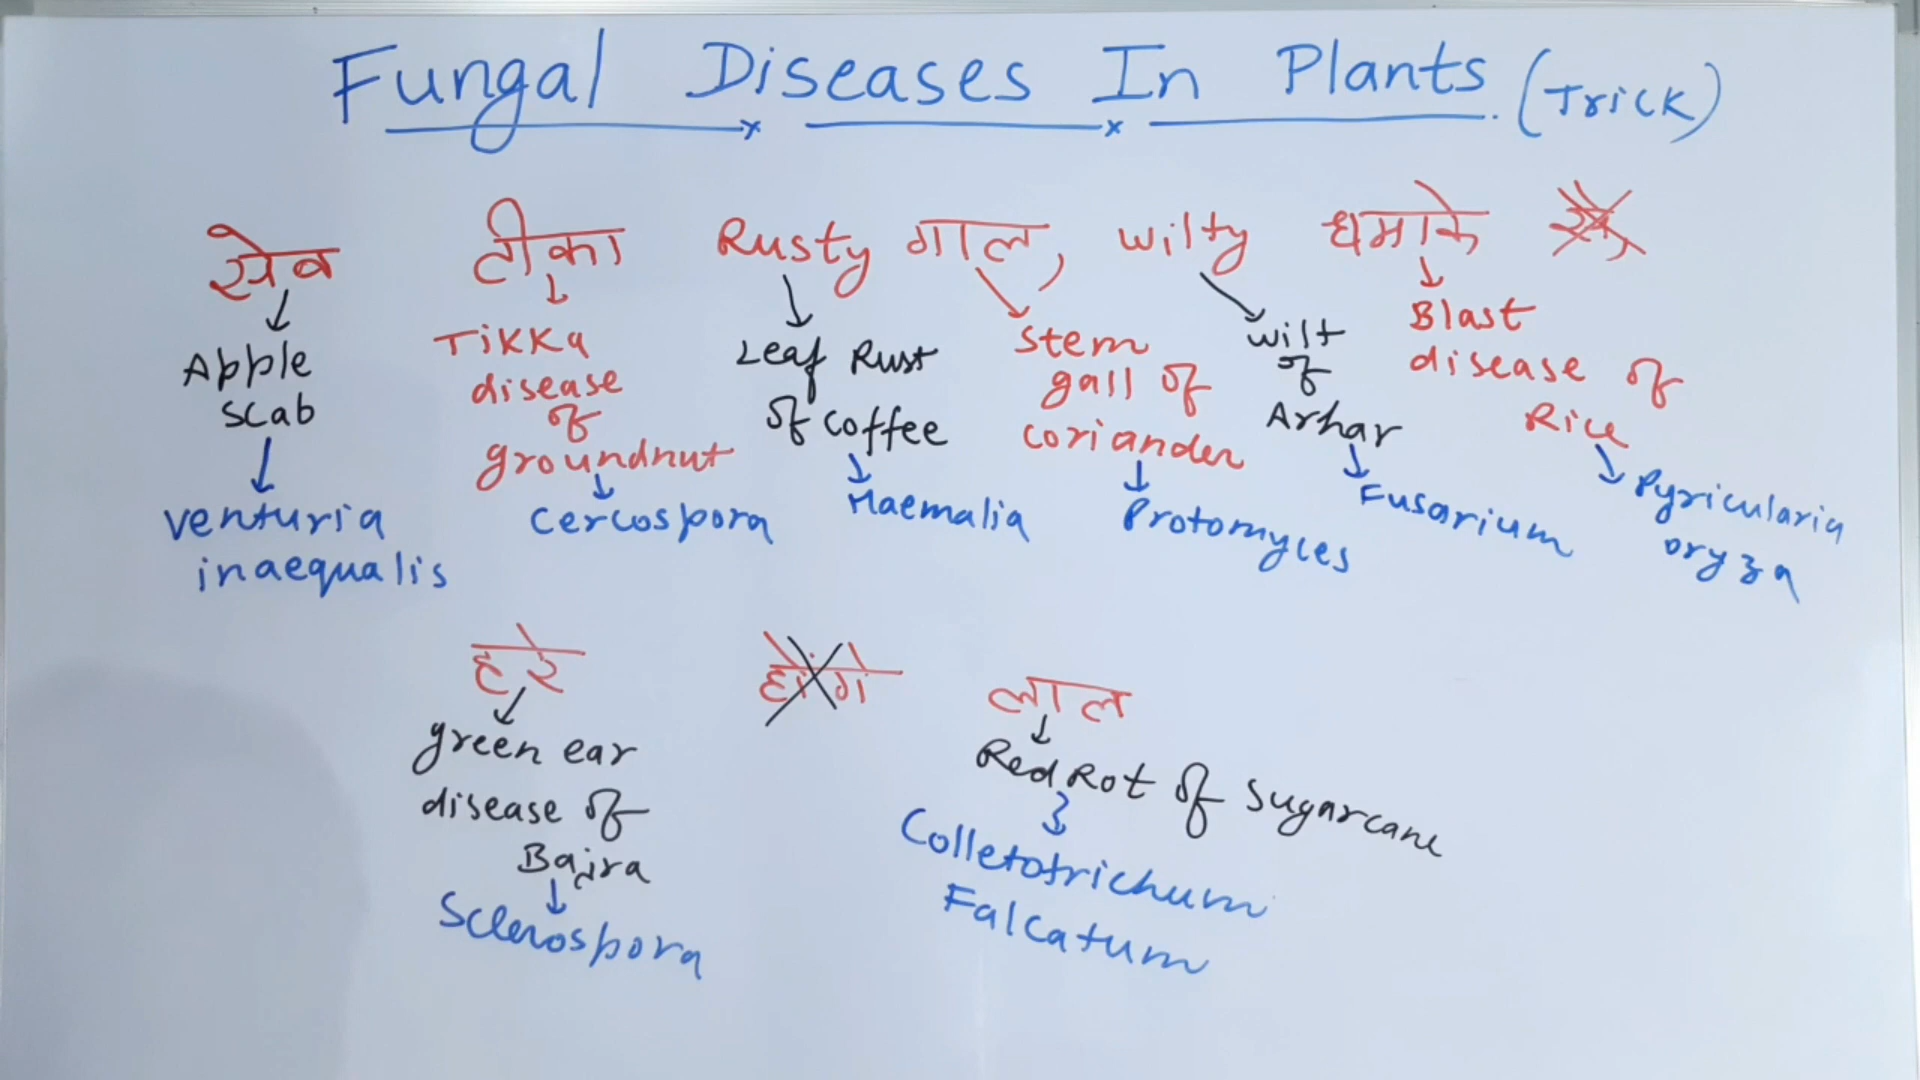 Fungal Diseases In Plants. (Trick)
सेब टीका Rusty गाल, wilty धमाके
Apple
Scab
Venturia
inaequalis
Tikka
disease
of
groundnut
Cercospora
Leaf Rust
of coffee
Haemalia
Stem
gall of
coriander
Protomyces
wilt
of
Arhar
Fusarium
Blast
disease of
Rice
Pyricularia
oryza
हरे होंगे लाल
green ear
disease of
Bajra
Sclerospora
Red Rot of Sugarcane
Colletotrichum
Falcatum